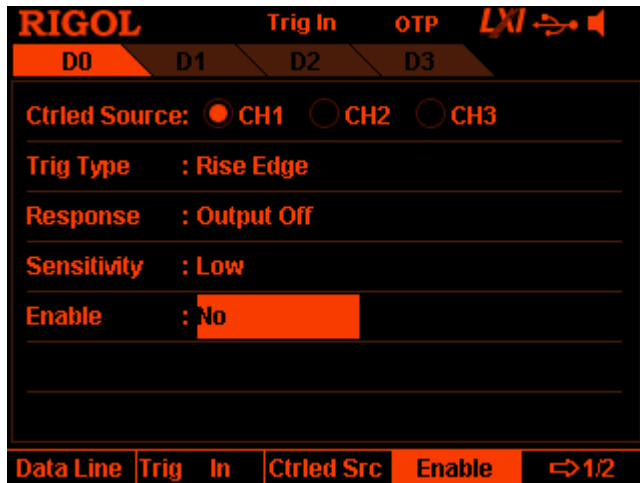 RIGOL Trig In OTP LXI
D0 D1 D2 D3
Ctrled Source: CH1 CH2 CH3
Trig Type : Rise Edge
Response : Output Off
Sensitivity : Low
Enable : No
Data Line Trig In Ctrled Src Enable 1/2